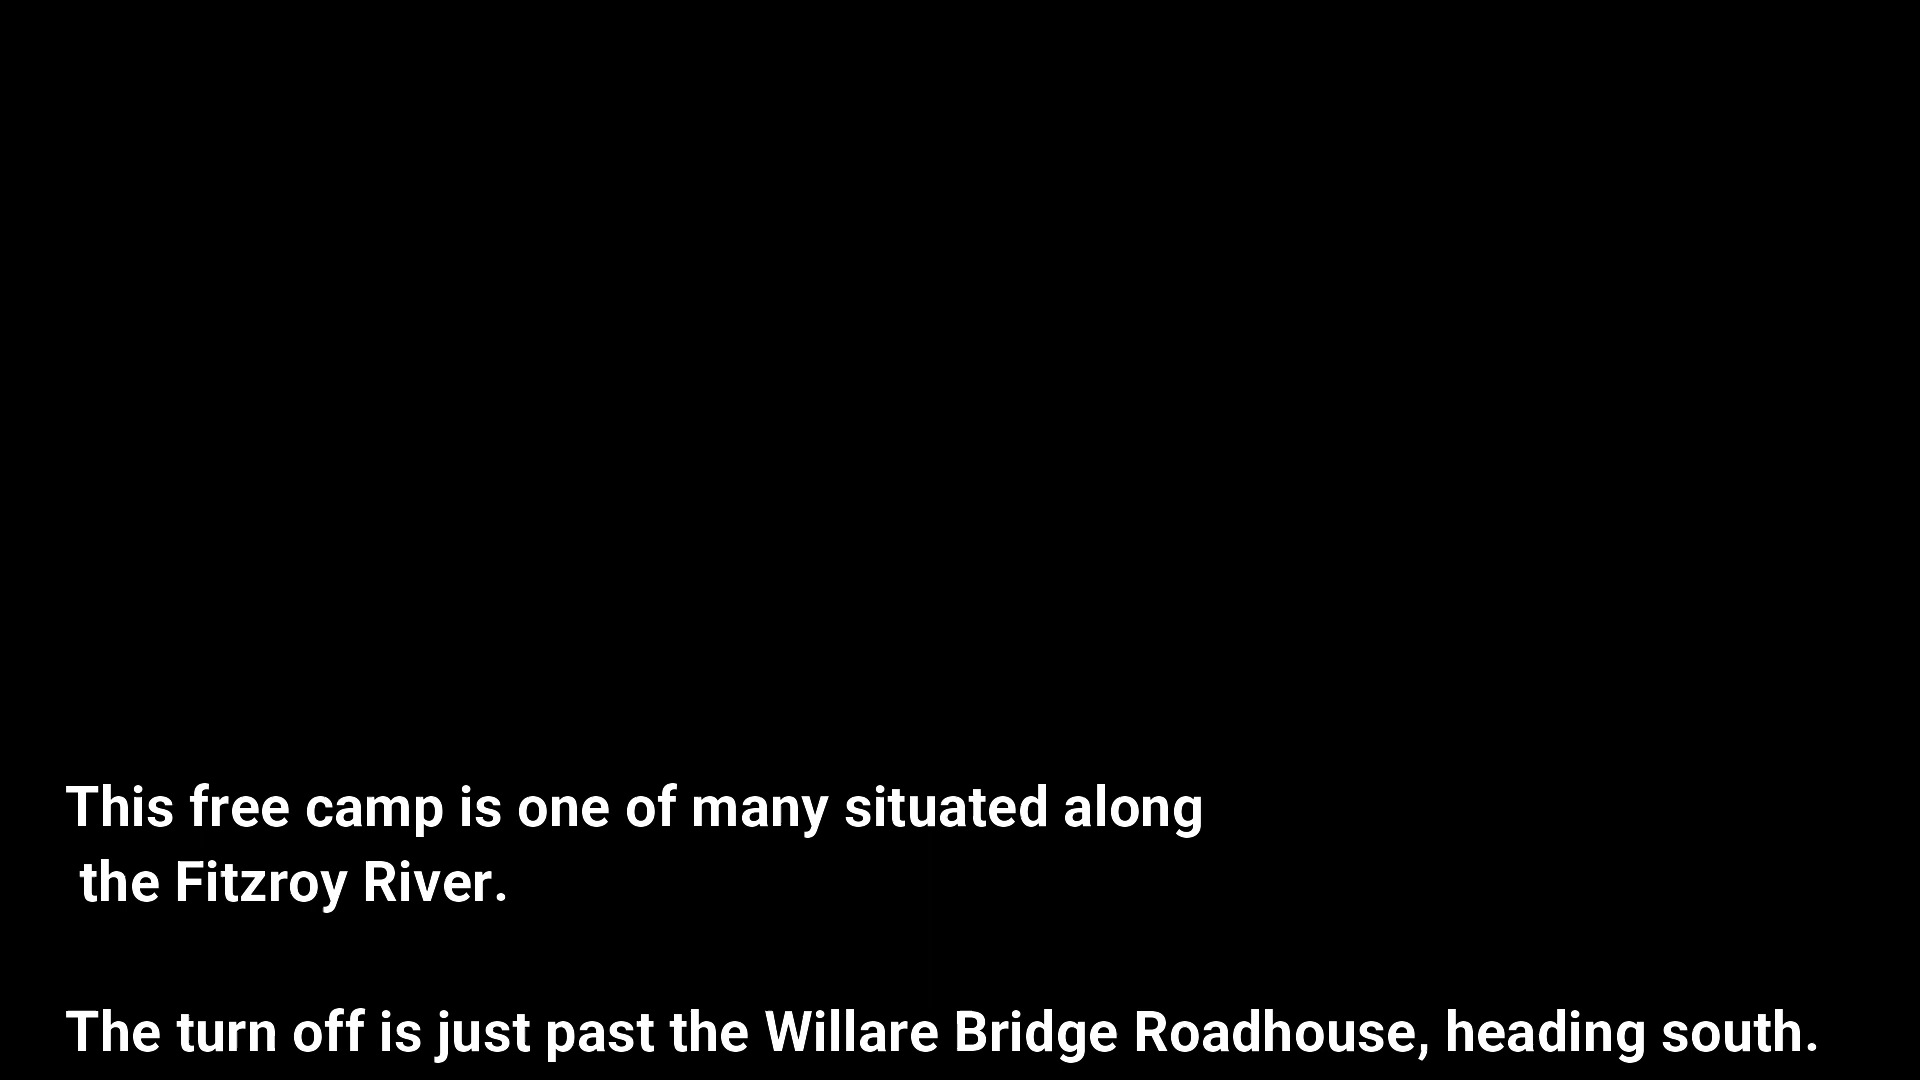 This free camp is one of many situated along
the Fitzroy River.
The turn off is just past the Willare Bridge Roadhouse, heading south.